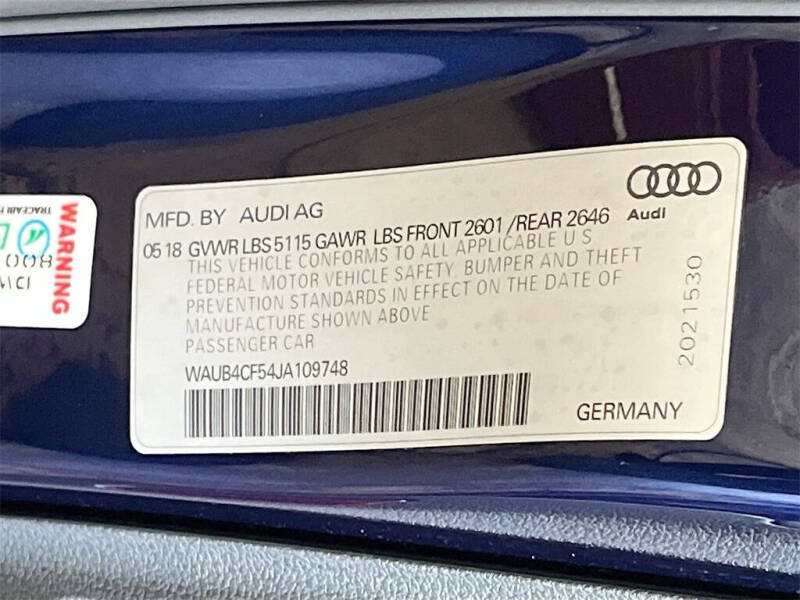 MFD. BY AUDI AG
Audi
05 18 GVWR LBS 5115 GAWR LBS FRONT 2601 /REAR 2646
THIS VEHICLE CONFORMS TO ALL APPLICABLE U S
FEDERAL MOTOR VEHICLE SAFETY, BUMPER AND THEFT
PREVENTION STANDARDS IN EFFECT ON THE DATE OF
MANUFACTURE SHOWN ABOVE
PASSENGER CAR
WAUB4CF54JA109748
GERMANY
2021530
WARNING